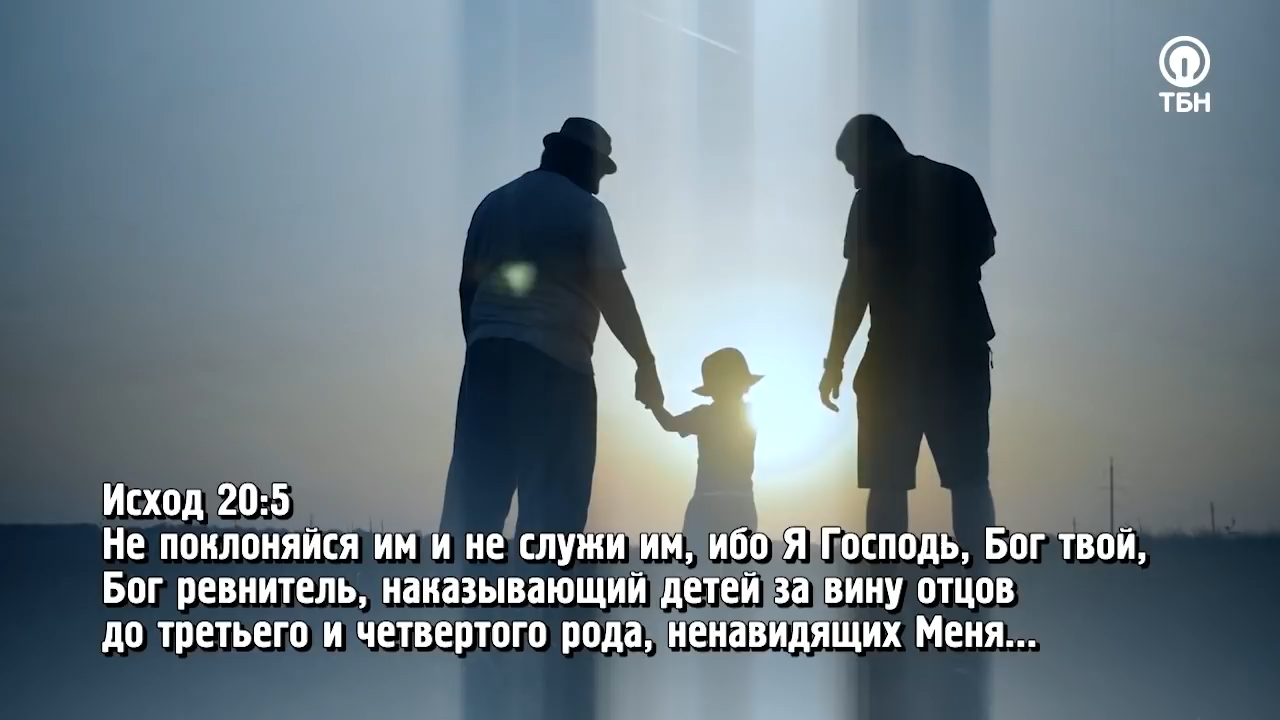 ТБН
Исход 20:5
Не поклоняйся им и не служи им, ибо Я Господь, Бог твой,
Бог ревнитель, наказывающий детей за вину отцов
до третьего и четвертого рода, ненавидящих Меня...